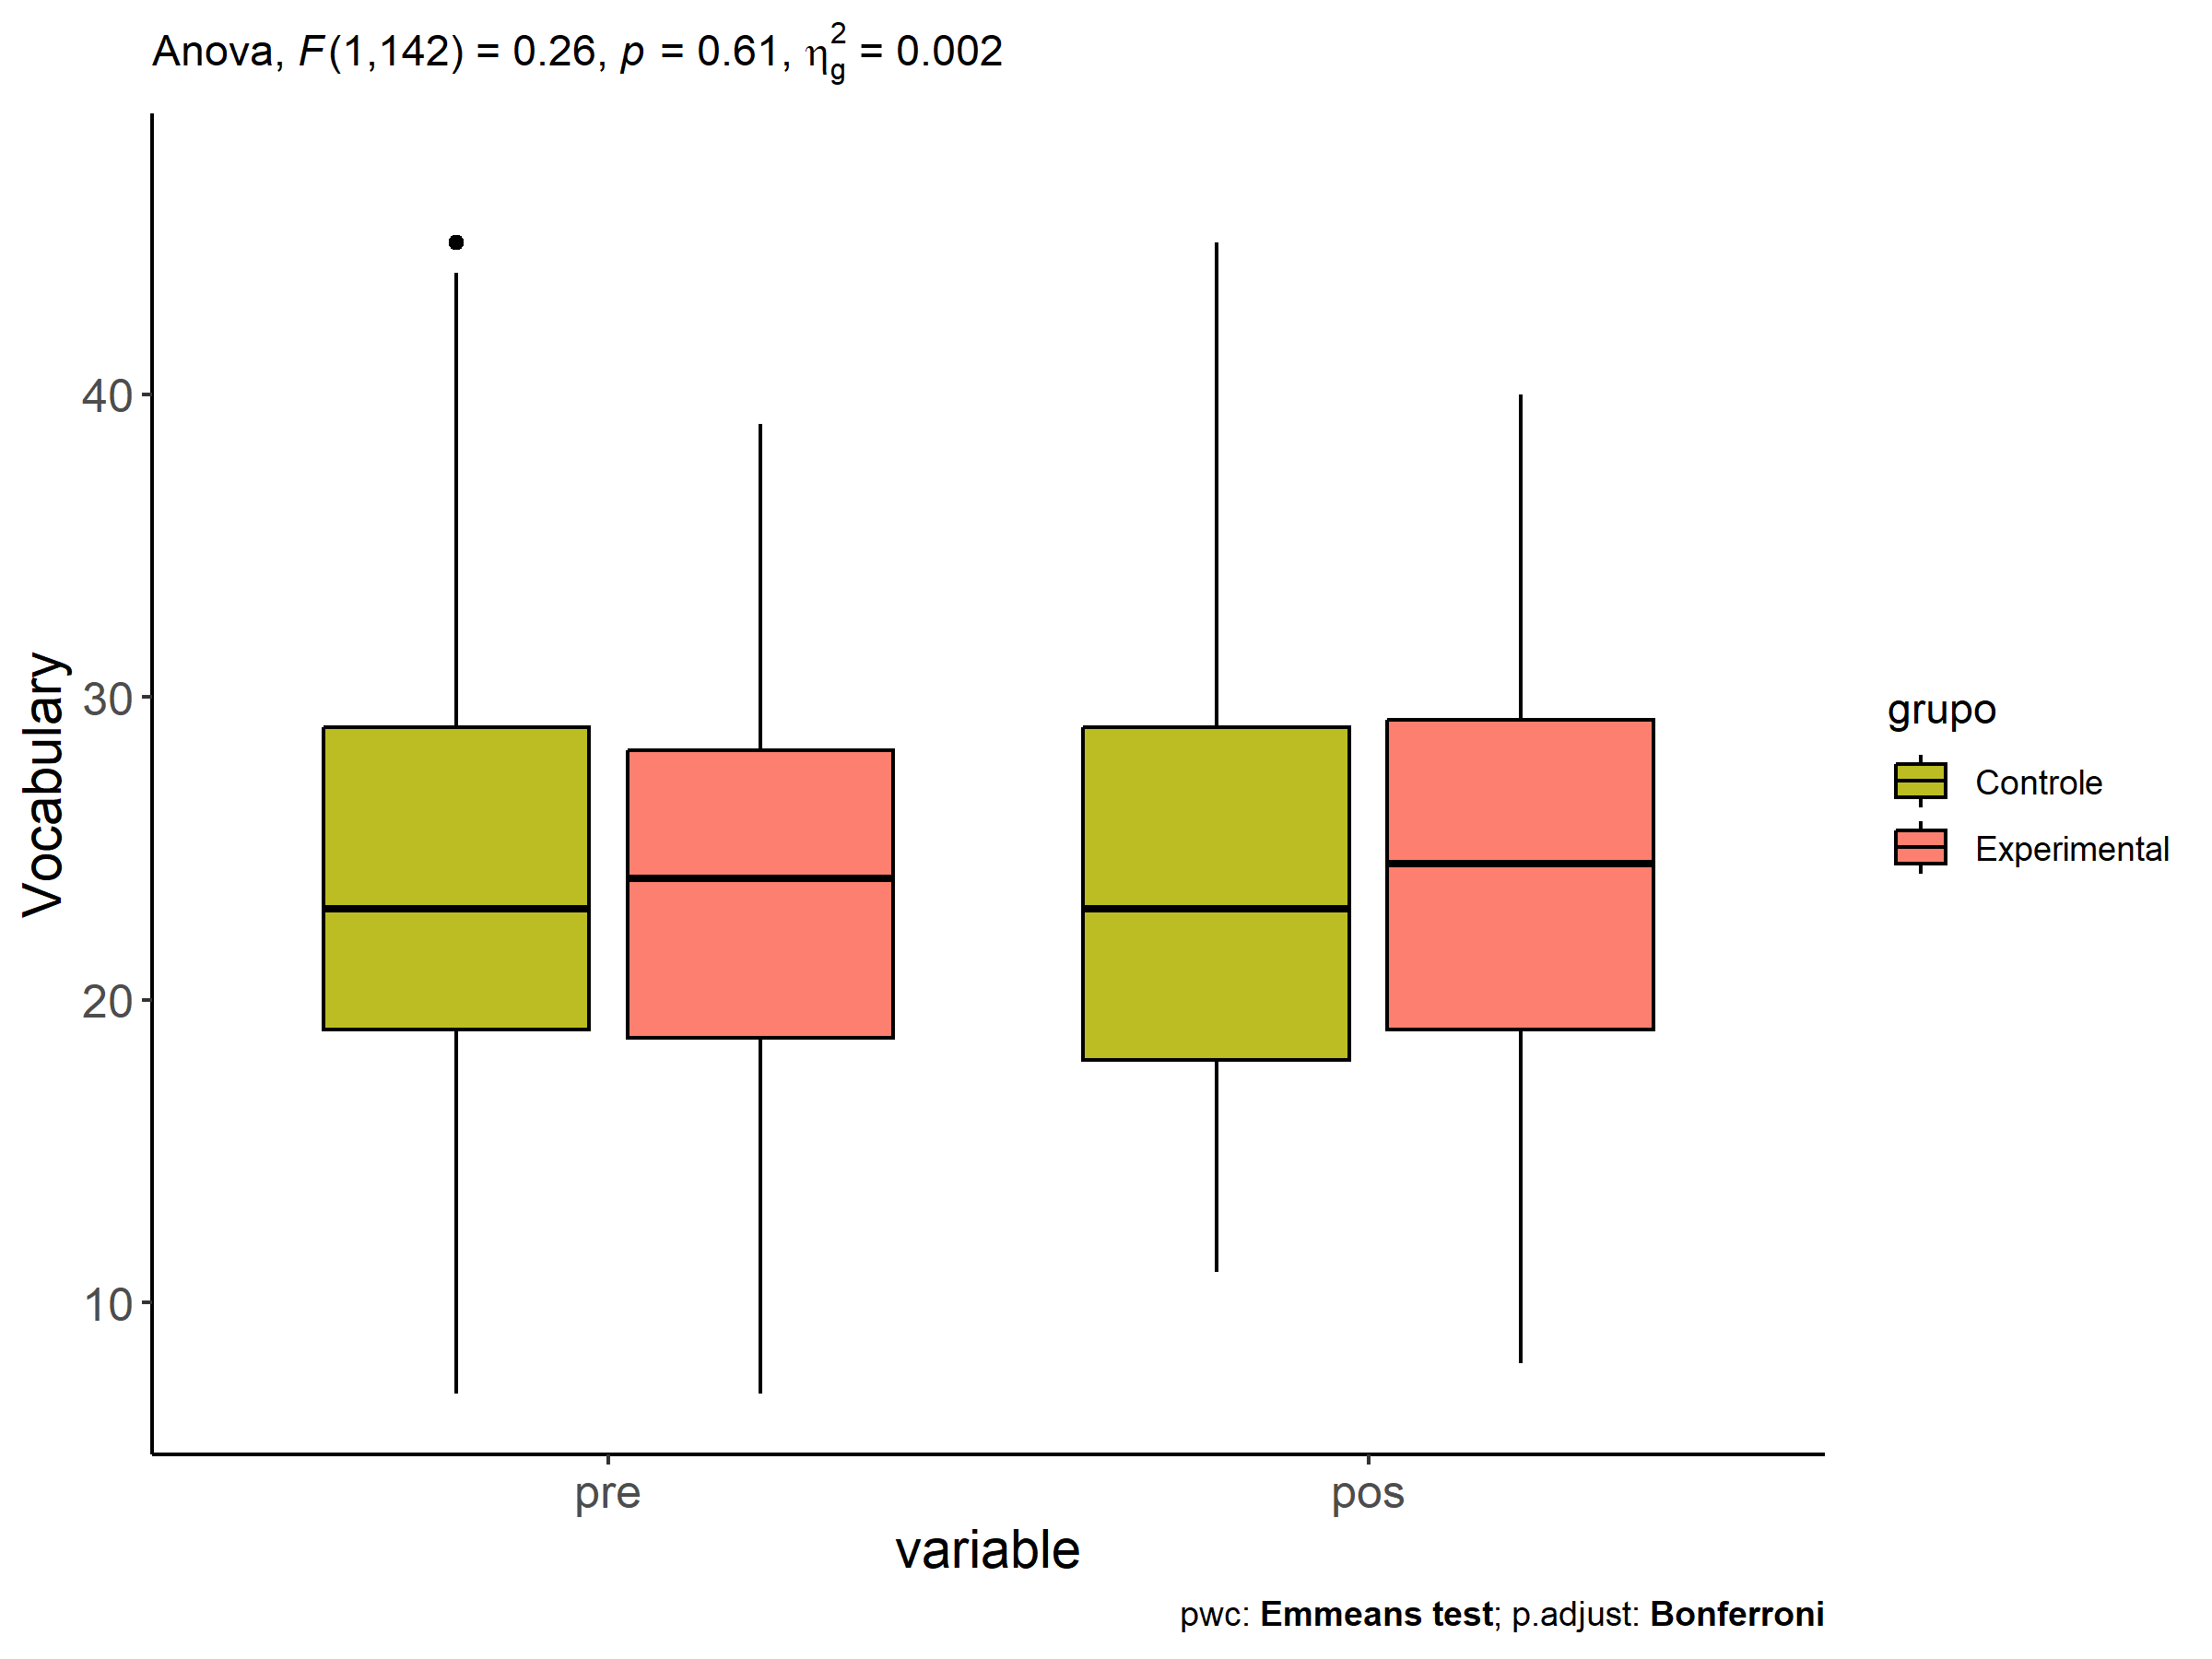 Anova, F(1,142) = 0.26, p = 0.61, η²g = 0.002
Vocabulary
40
30
20
10
pre
pos
variable
grupo
Controle
Experimental
pwc: Emmeans test; p.adjust: Bonferroni